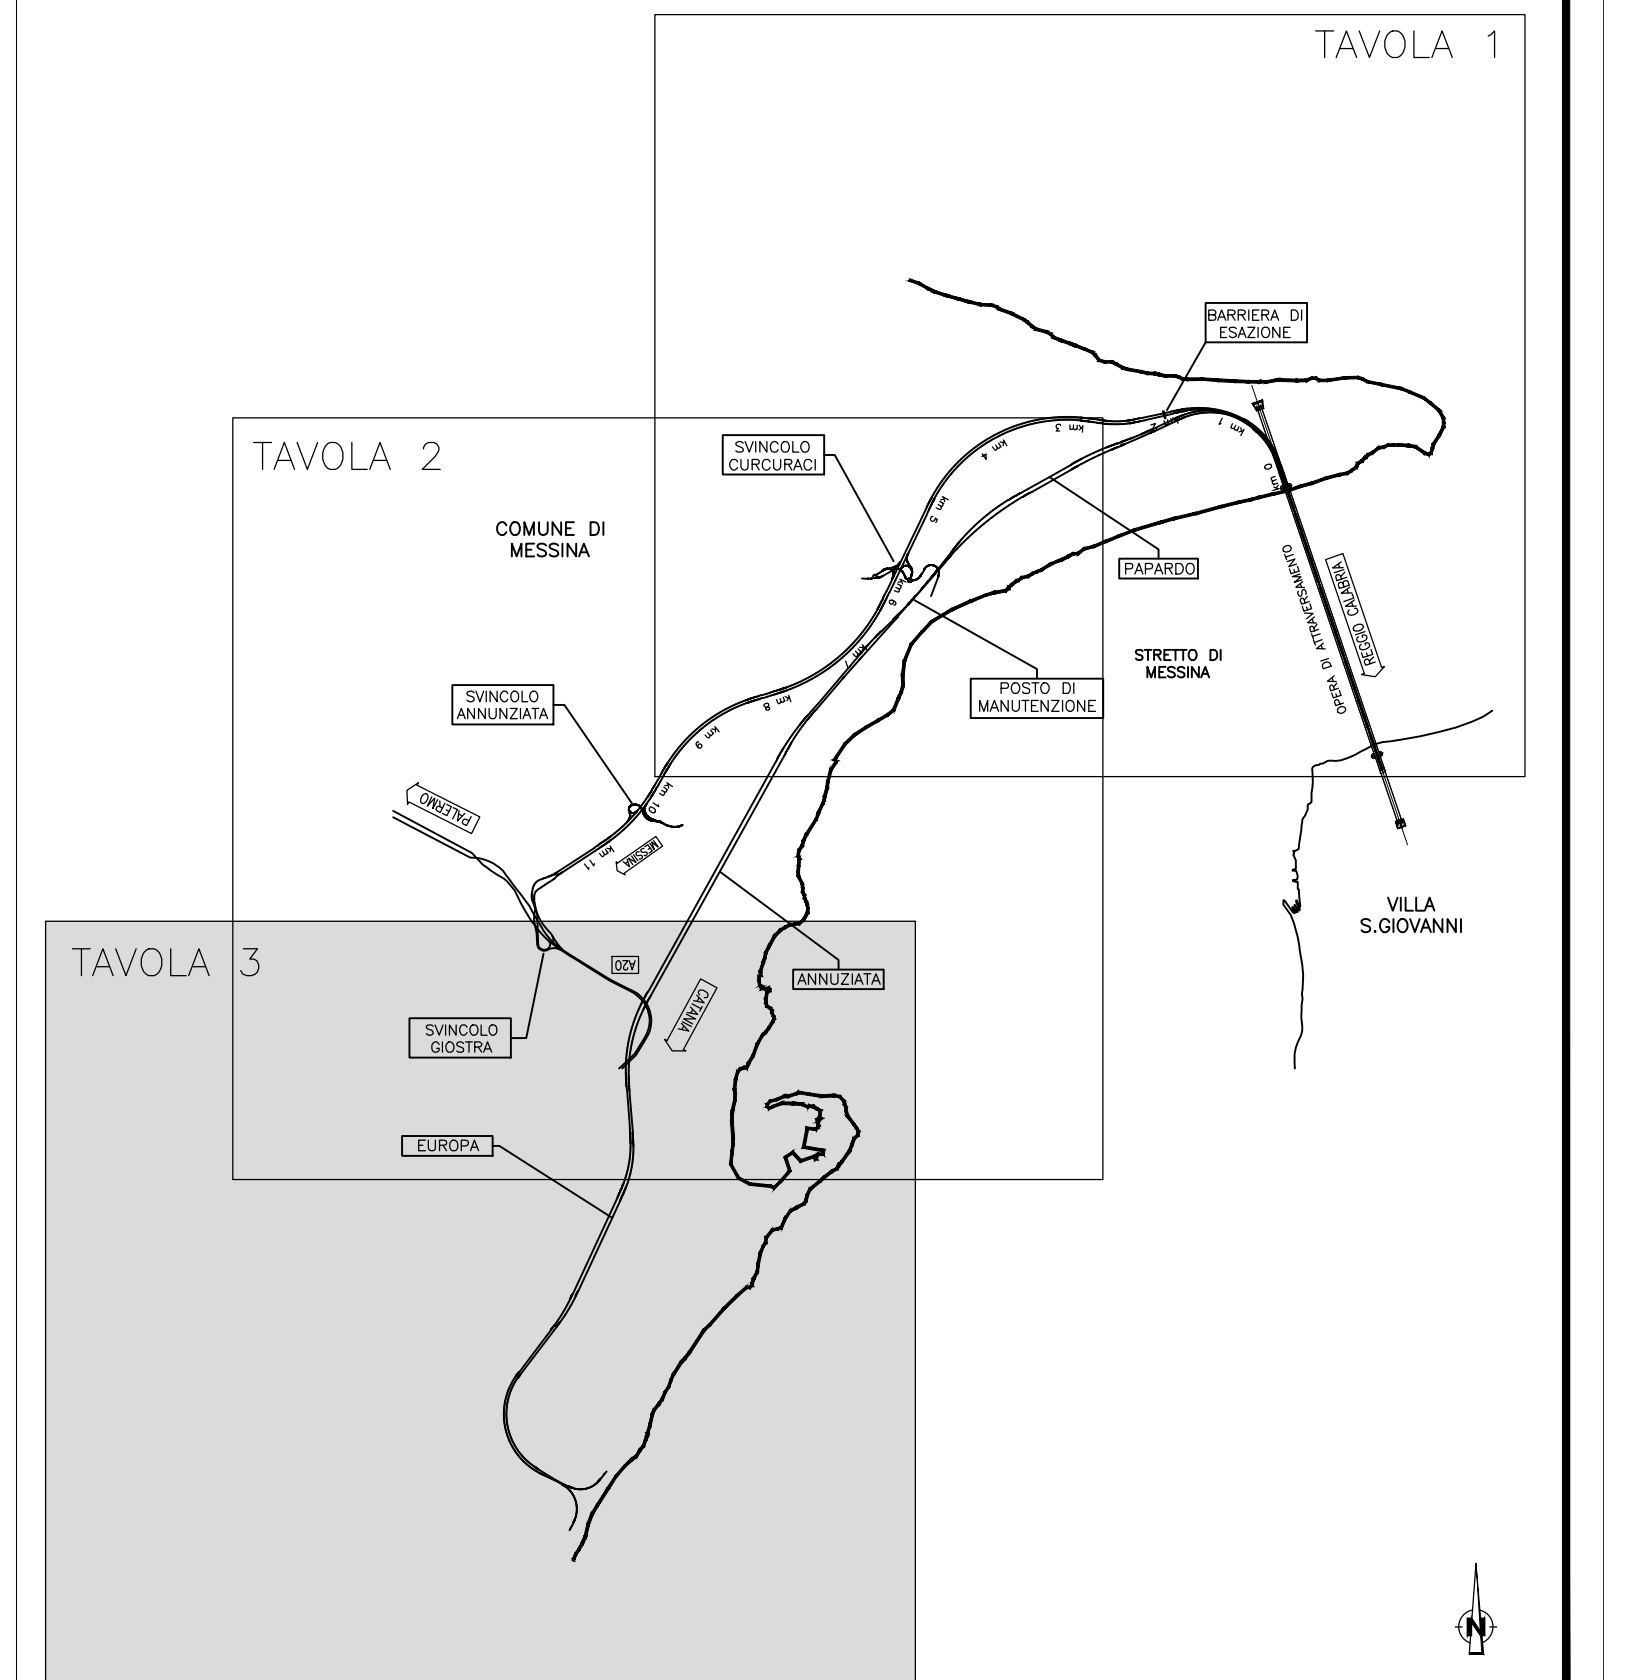 TAVOLA 1
BARRIERA DI
ESAZIONE
km 0
km 1
km 2
km 3
km 4
km 5
km 6
km 7
km 8
km 9
km 10
km 11
TAVOLA 2
SVINCOLO
CURCURACI
COMUNE DI
MESSINA
PAPARDO
OPERA DI ATTRAVERSAMENTO
REGGIO CALABRIA
STRETTO DI
MESSINA
POSTO DI
MANUTENZIONE
SVINCOLO
ANNUNZIATA
PALERMO
MESSINA
VILLA
S.GIOVANNI
TAVOLA 3
A20
ANNUZIATA
CATANIA
SVINCOLO
GIOSTRA
EUROPA
N